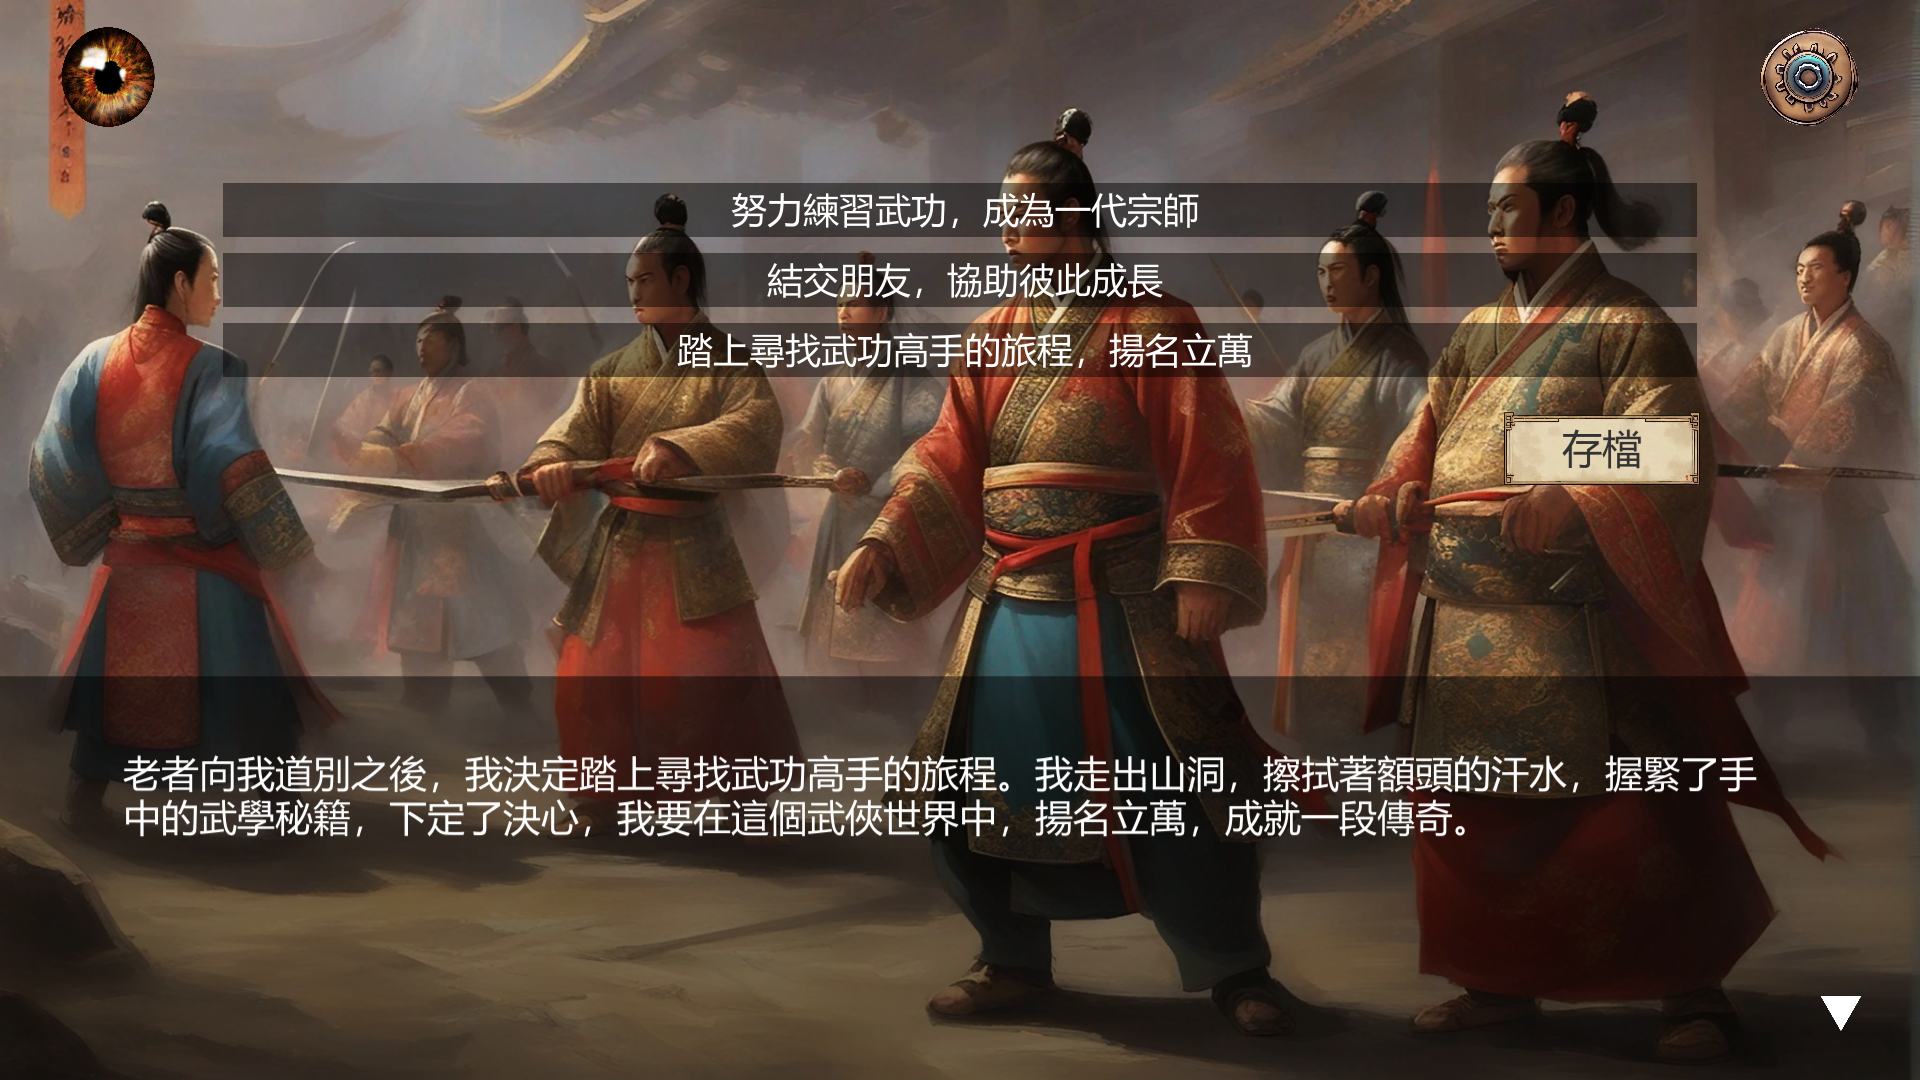 努力練習武功，成為一代宗師
結交朋友，協助彼此成長
踏上尋找武功高手的旅程，揚名立萬
存檔
老者向我道別之後，我決定踏上尋找武功高手的旅程。我走出山洞，擦拭著額頭的汗水，握緊了手
中的武學秘籍，下定了決心，我要在這個武俠世界中，揚名立萬，成就一段傳奇。